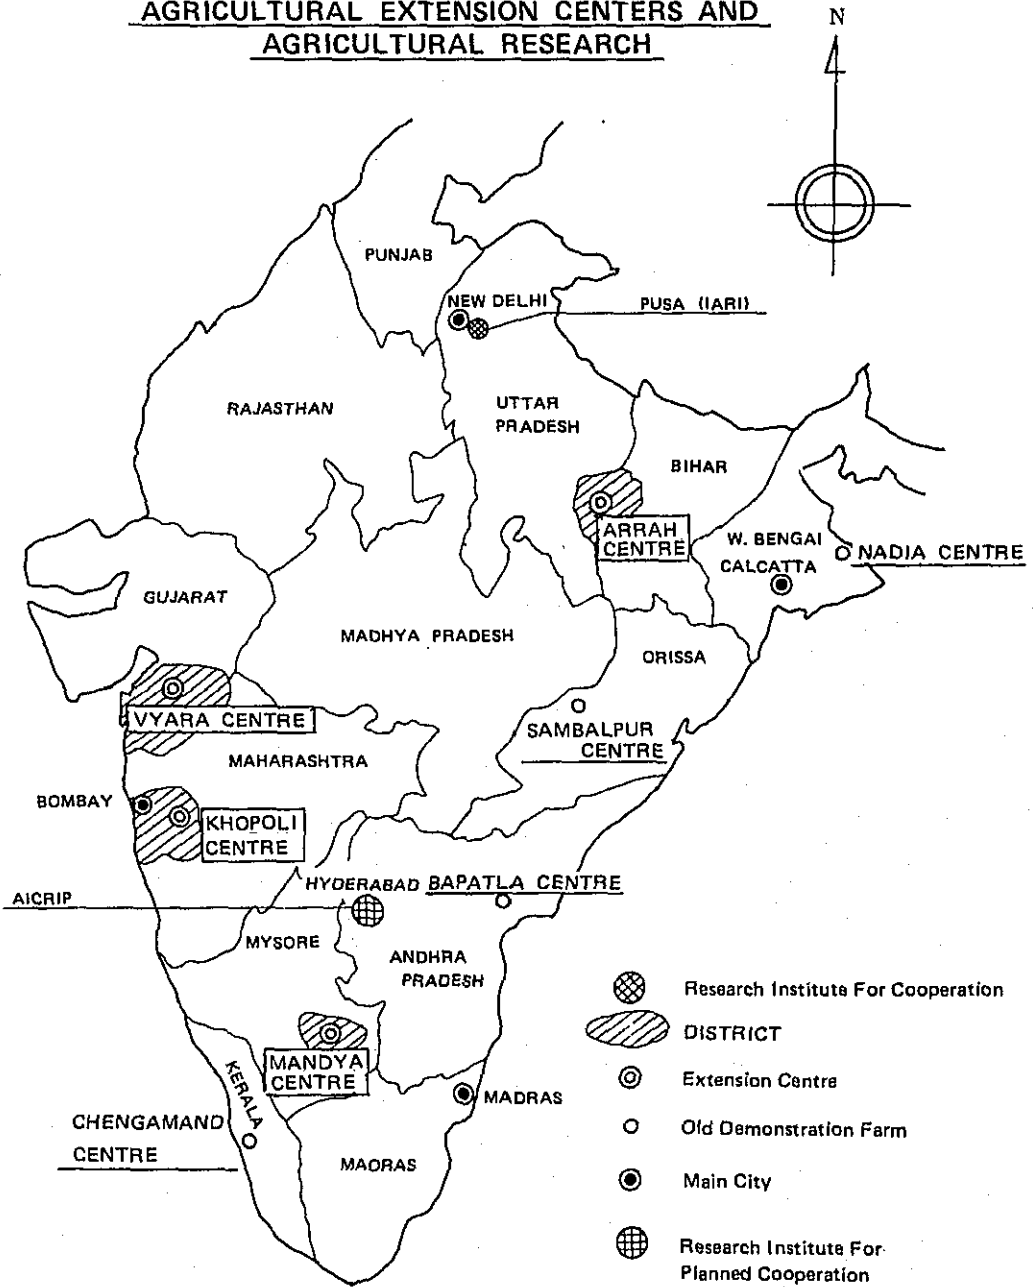 AGRICULTURAL EXTENSION CENTERS AND
AGRICULTURAL RESEARCH
N
PUNJAB
NEW DELHI
PUSA (IARI)
RAJASTHAN
UTTAR
PRADESH
BIHAR
ARRAH
CENTRE
W. BENGAI
CALCATTA
NADIA CENTRE
GUJARAT
MADHYA PRADESH
ORISSA
VYARA CENTRE
SAMBALPUR
CENTRE
MAHARASHTRA
BOMBAY
KHOPOLI
CENTRE
HYDERABAD
BAPATLA CENTRE
AICRIP
MYSORE
ANDHRA
PRADESH
MANDYA
CENTRE
KERALA
MADRAS
CHENGAMAND
CENTRE
MAORAS
Research Institute For Cooperation
DISTRICT
Extension Centre
Old Demonstration Farm
Main City
Research Institute For
Planned Cooperation